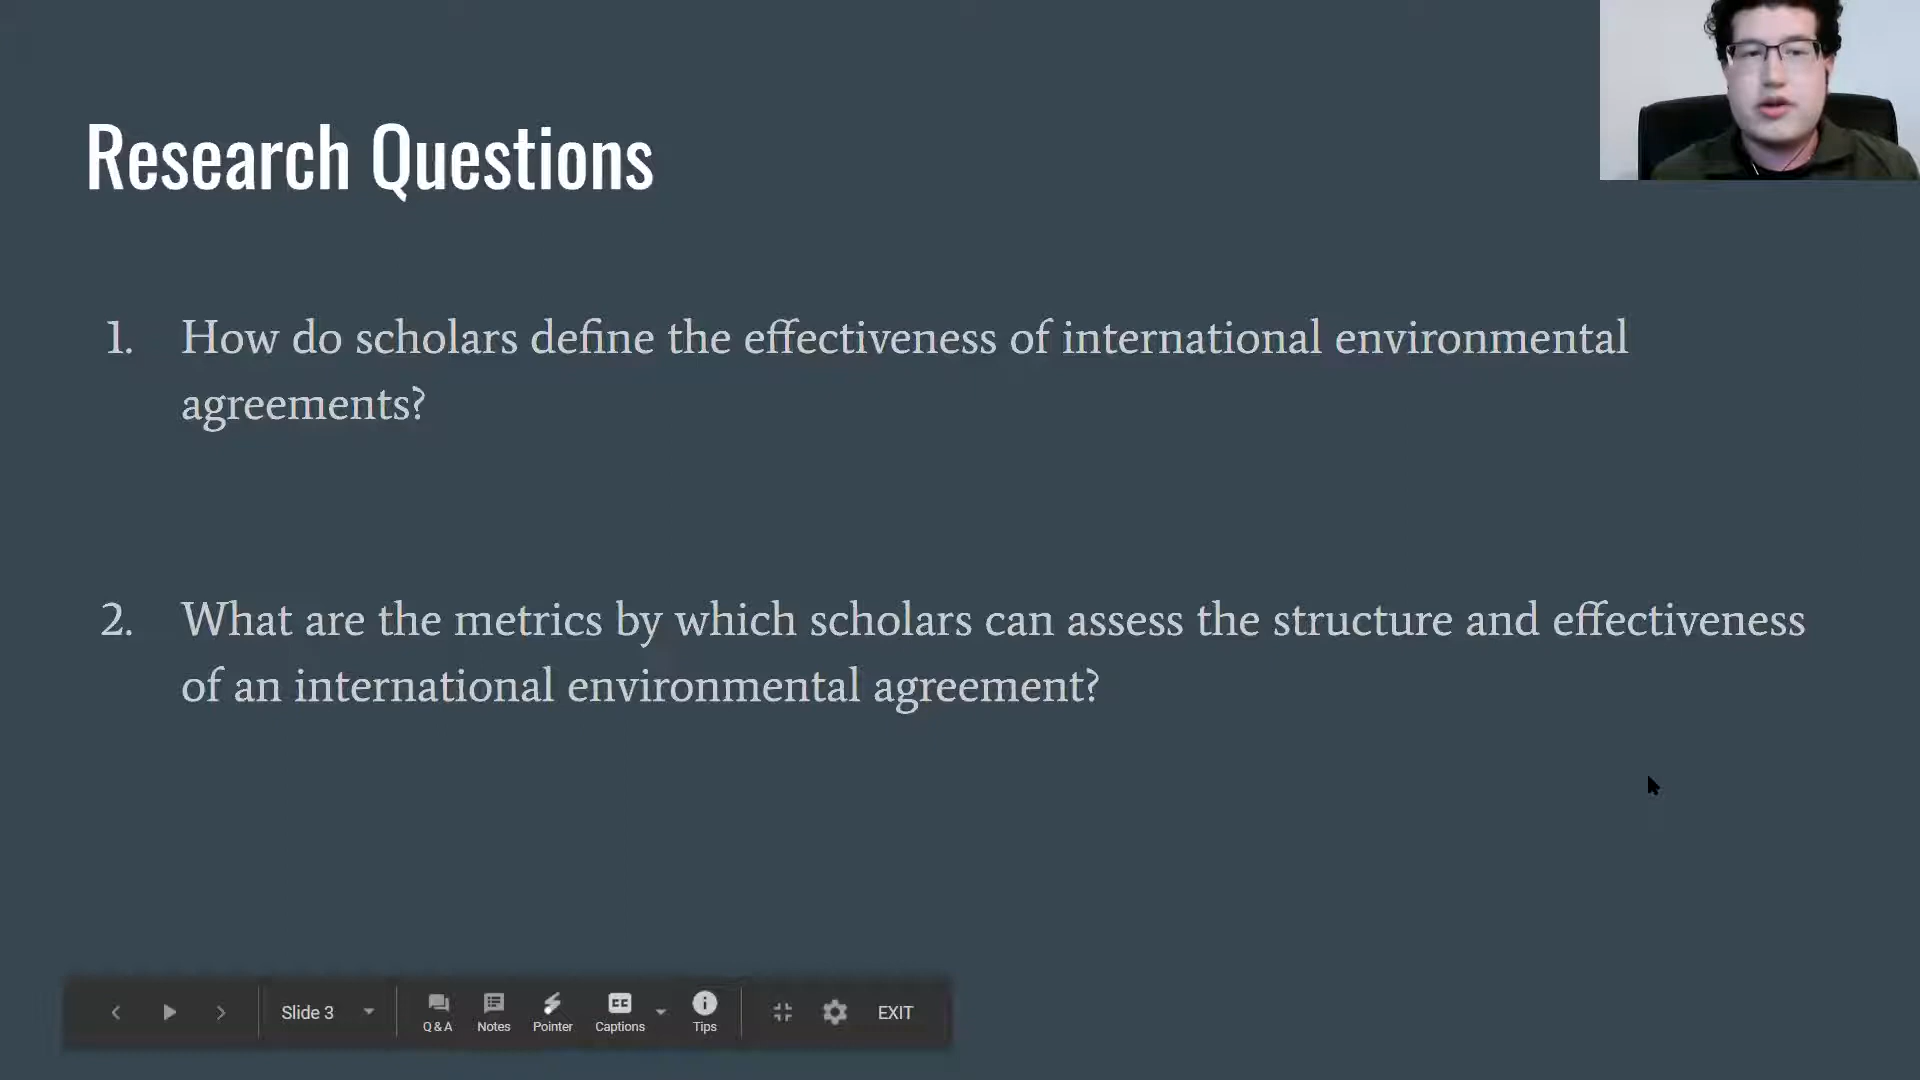 Research Questions
1. How do scholars define the effectiveness of international environmental
agreements?
2. What are the metrics by which scholars can assess the structure and effectiveness
of an international environmental agreement?
Slide 3
Q & A
Notes
Pointer
CC
Captions
Tips
EXIT